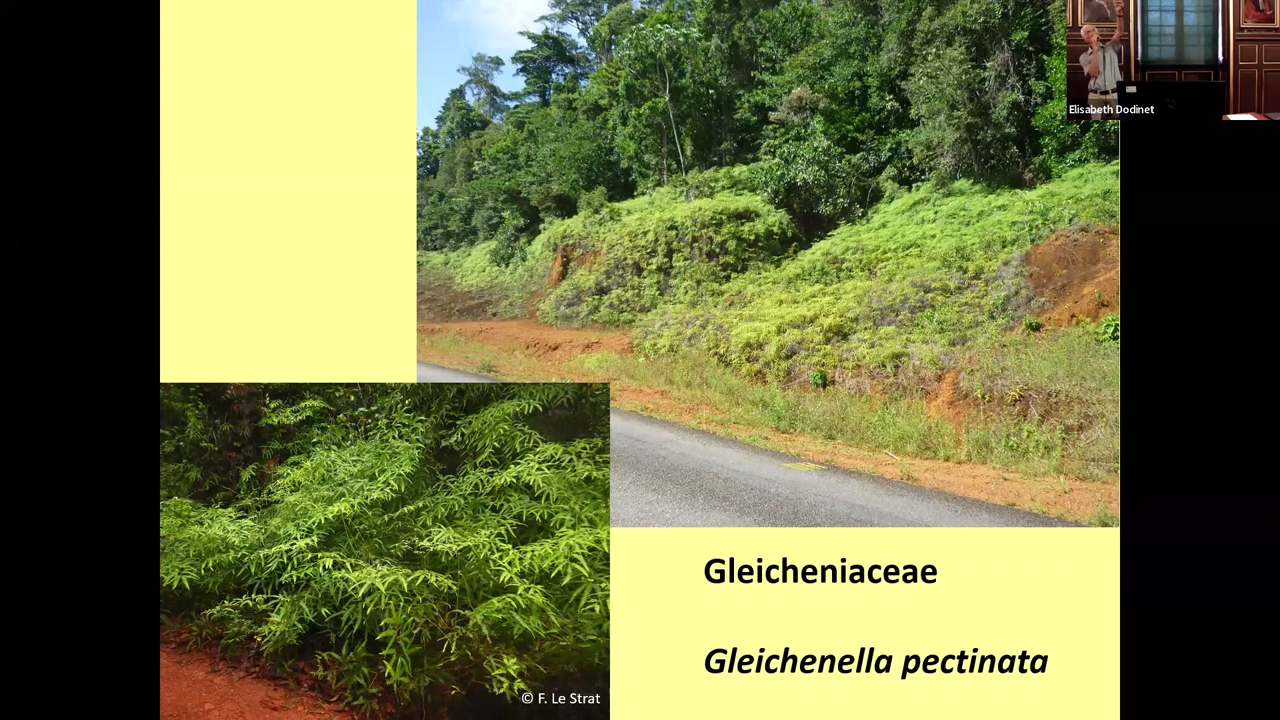 Elisabeth Dodinet
Gleicheniaceae
Gleichenella pectinata
© F. Le Strat